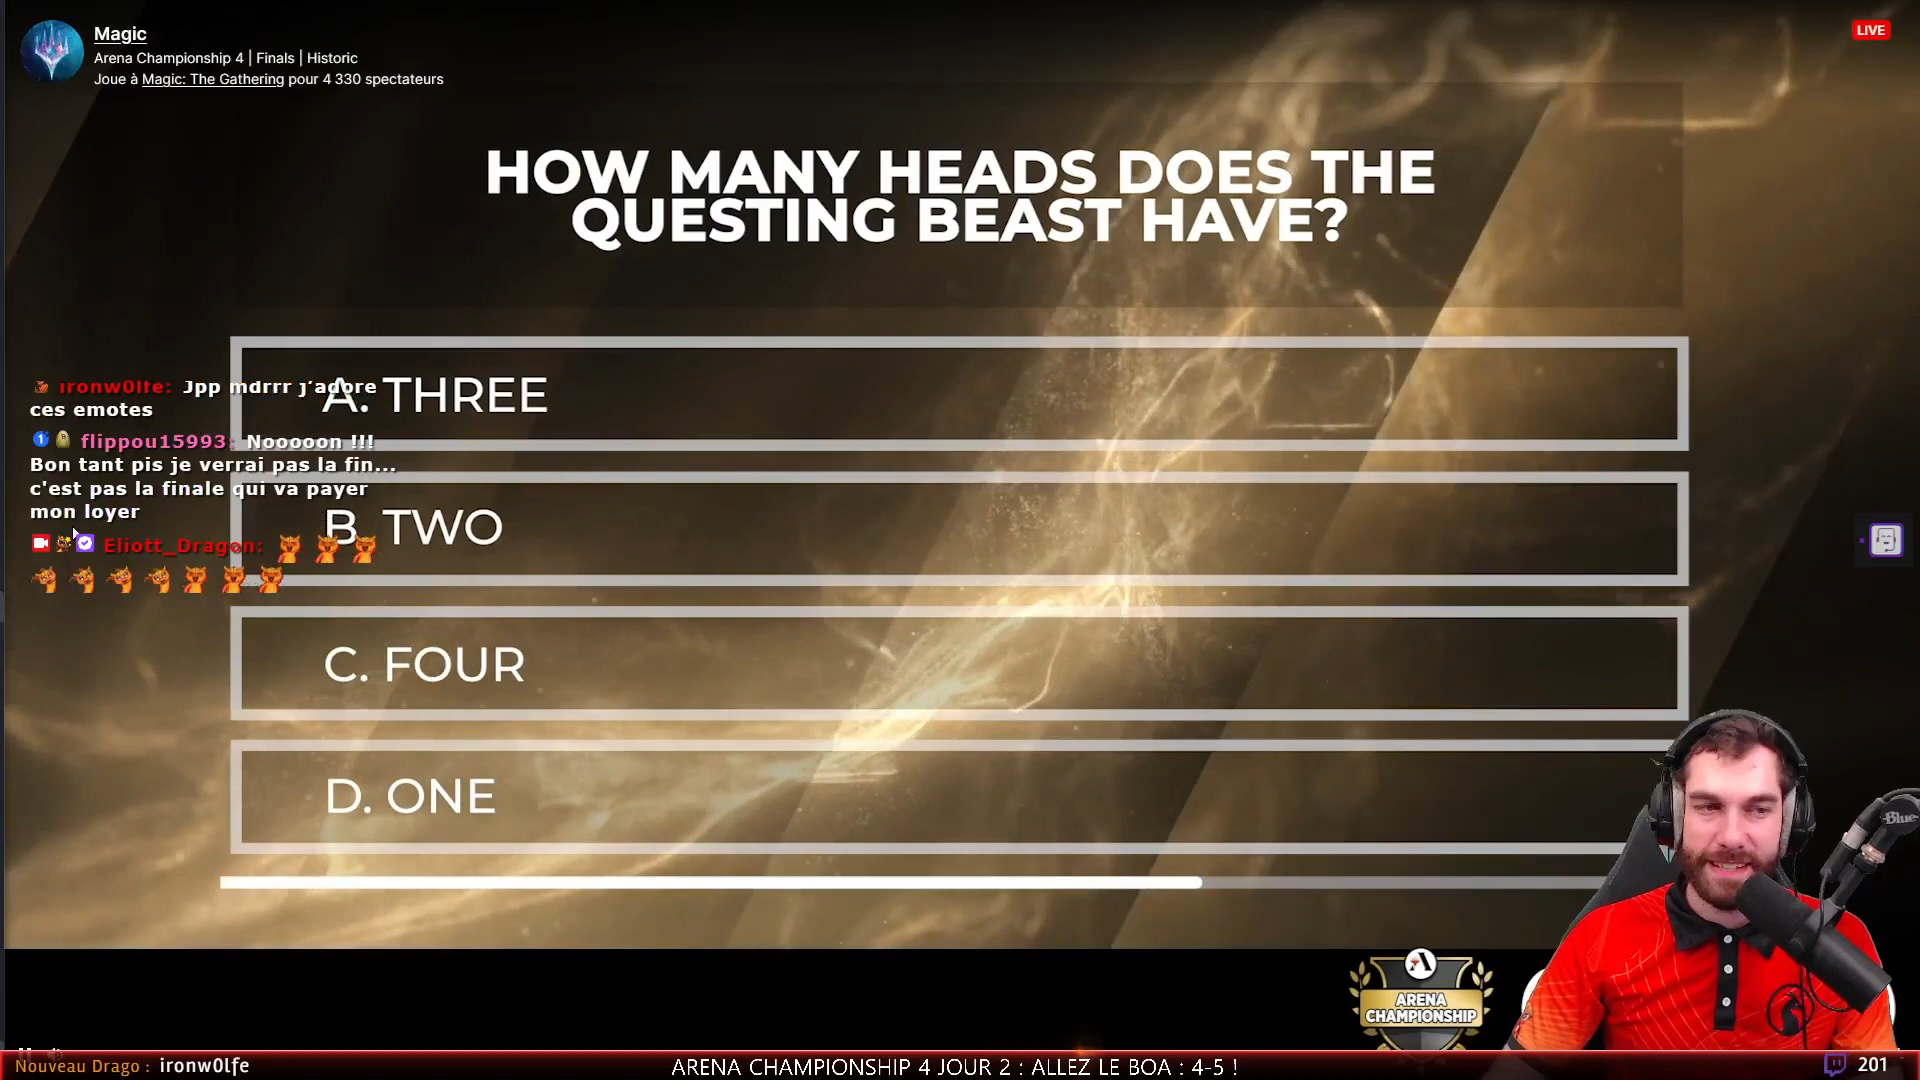 Magic
Arena Championship 4 | Finals | Historic
Joue à Magic: The Gathering pour 4 330 spectateurs
LIVE
HOW MANY HEADS DOES THE
QUESTING BEAST HAVE?
A. THREE
B. TWO
C. FOUR
D. ONE
ironw0lfe: Jpp mdrrr j'adore
ces emotes
flippou15993: Nooooon !!!
Bon tant pis je verrai pas la fin...
c'est pas la finale qui va payer
mon loyer
Eliott_Dragon:
Blue
ARENA
CHAMPIONSHIP
Nouveau Drago : ironw0lfe
ARENA CHAMPIONSHIP 4 JOUR 2 : ALLEZ LE BOA : 4-5 !
201